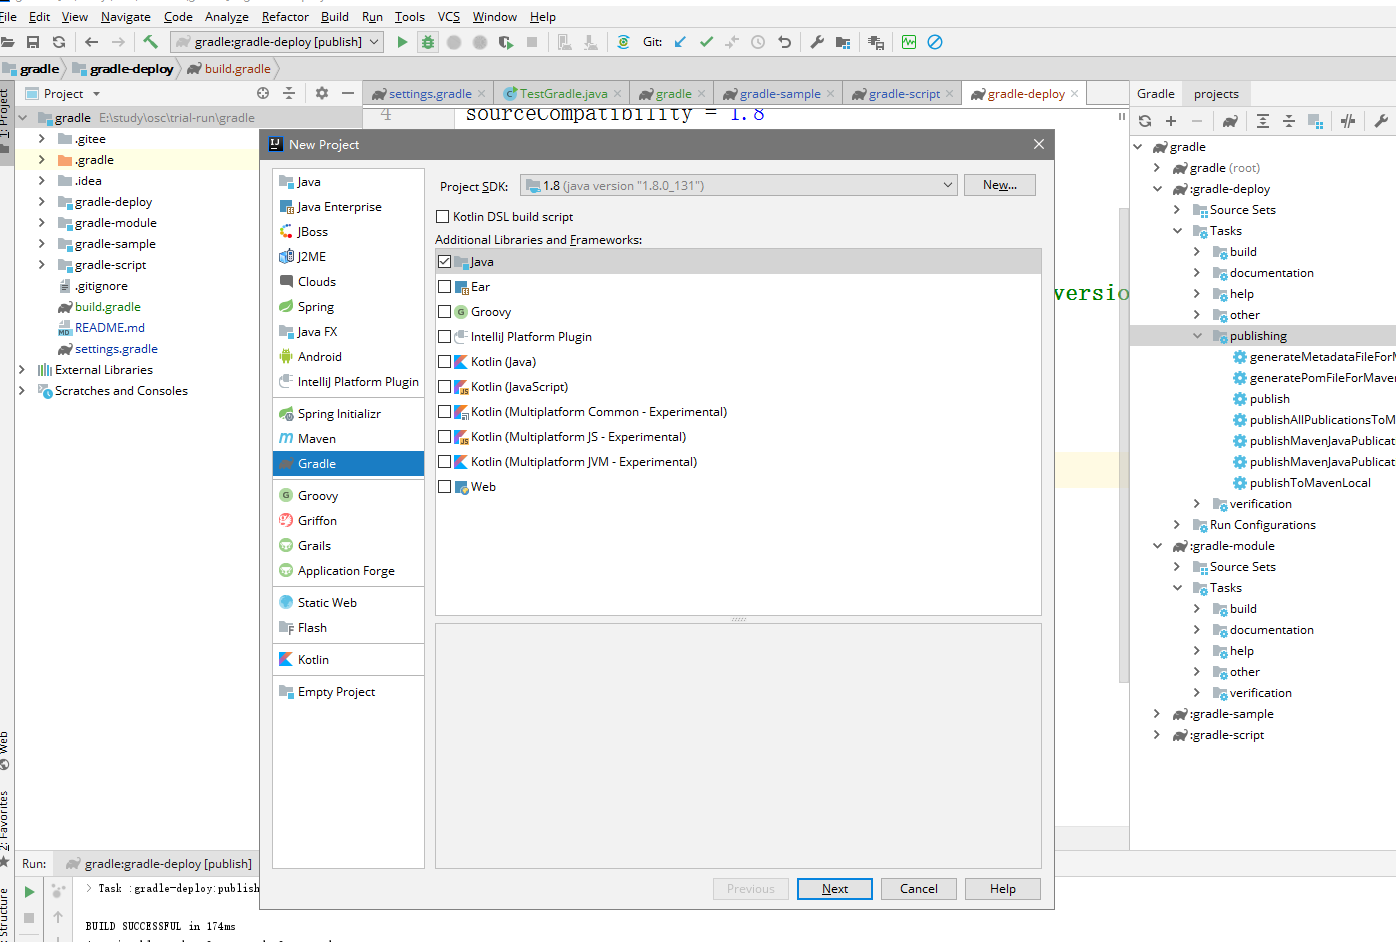 File Edit View Navigate Code Analyze Refactor Build Run Tools VCS Window Help
gradle:gradle-deploy [publish] Git:
gradle gradle-deploy build.gradle
1: Project
Project
settings.gradle TestGradle.java gradle gradle-sample gradle-script gradle-deploy
Gradle projects
gradle E:\study\osc\trial-run\gradle
.gitee
.gradle
.idea
gradle-deploy
gradle-module
gradle-sample
gradle-script
.gitignore
build.gradle
README.md
settings.gradle
External Libraries
Scratches and Consoles
4 sourceCompatibility = 1.8
New Project
Java
Java Enterprise
JBoss
J2ME
Clouds
Spring
Java FX
Android
IntelliJ Platform Plugin
Spring Initializr
Maven
Gradle
Groovy
Griffon
Grails
Application Forge
Static Web
Flash
Kotlin
Empty Project
Project SDK: 1.8 (java version "1.8.0_131") New...
Kotlin DSL build script
Additional Libraries and Frameworks:
Java
Ear
Groovy
IntelliJ Platform Plugin
Kotlin (Java)
Kotlin (JavaScript)
Kotlin (Multiplatform Common - Experimental)
Kotlin (Multiplatform JS - Experimental)
Kotlin (Multiplatform JVM - Experimental)
Web
Previous Next Cancel Help
versio
gradle
gradle (root)
:gradle-deploy
Source Sets
Tasks
build
documentation
help
other
publishing
generateMetadataFileForM
generatePomFileForMaven
publish
publishAllPublicationsToM
publishMavenJavaPublicat
publishMavenJavaPublicat
publishToMavenLocal
verification
Run Configurations
:gradle-module
Source Sets
Tasks
build
documentation
help
other
verification
:gradle-sample
:gradle-script
Web
2: Favorites
Structure
Run: gradle:gradle-deploy [publish]
> Task :gradle-deploy:publish
BUILD SUCCESSFUL in 174ms